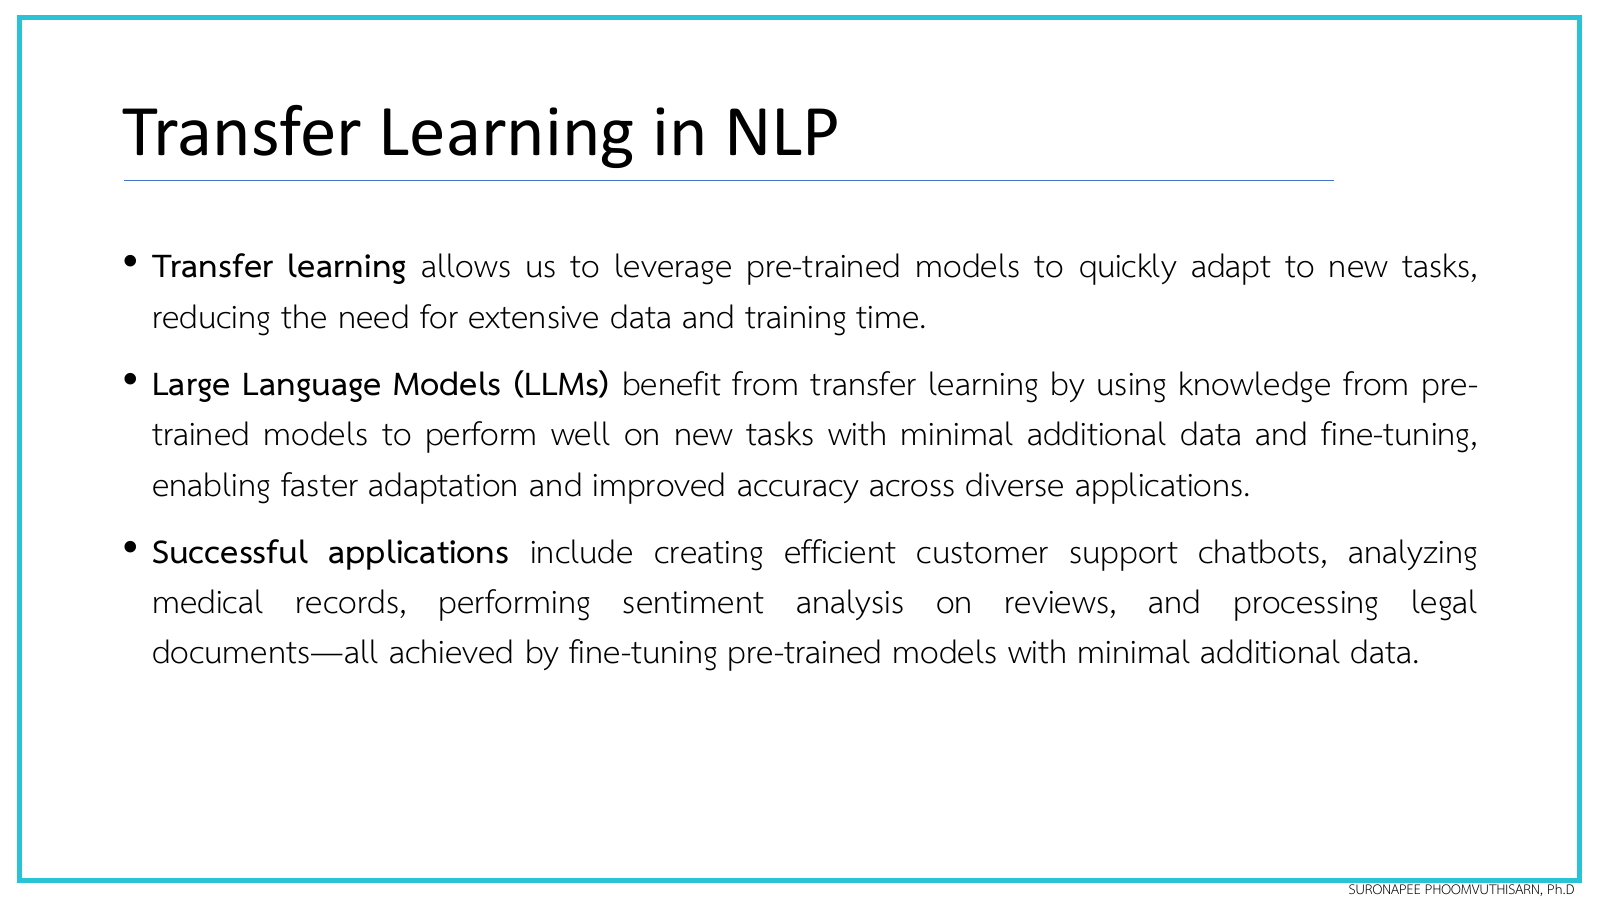 Transfer Learning in NLP
• Transfer learning allows us to leverage pre-trained models to quickly adapt to new tasks,
reducing the need for extensive data and training time.
• Large Language Models (LLMs) benefit from transfer learning by using knowledge from pre-
trained models to perform well on new tasks with minimal additional data and fine-tuning,
enabling faster adaptation and improved accuracy across diverse applications.
• Successful applications include creating efficient customer support chatbots, analyzing
medical records, performing sentiment analysis on reviews, and processing legal
documents—all achieved by fine-tuning pre-trained models with minimal additional data.
SURONAPEE PHOOMVUTHISARN, Ph.D